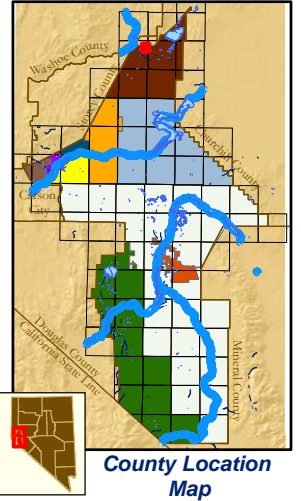 Washoe County
Storey County
Churchill County
Carson
City
Douglas County
California State Line
Mineral County
County Location
Map